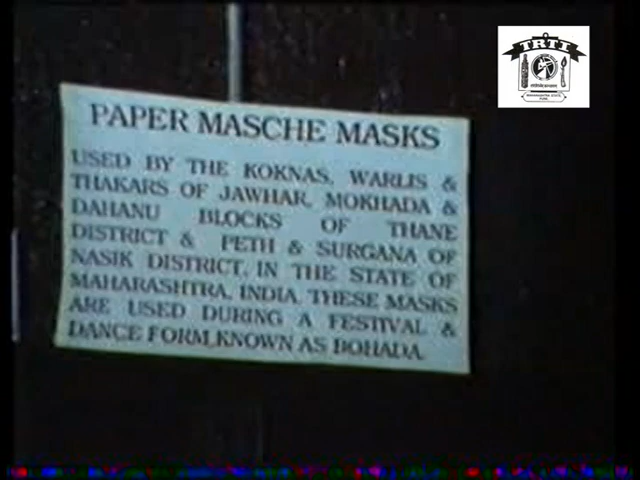 TRTI
PAPER MASCHE MASKS
USED BY THE KOKNAS, WARLIS &
THAKARS OF JAWHAR, MOKHADA &
DAHANU BLOCKS OF THANE
DISTRICT & PETH & SURGANA OF
NASIK DISTRICT, IN THE STATE OF
MAHARASHTRA, INDIA. THESE MASKS
ARE USED DURING A FESTIVAL &
DANCE FORM KNOWN AS BOHADA.